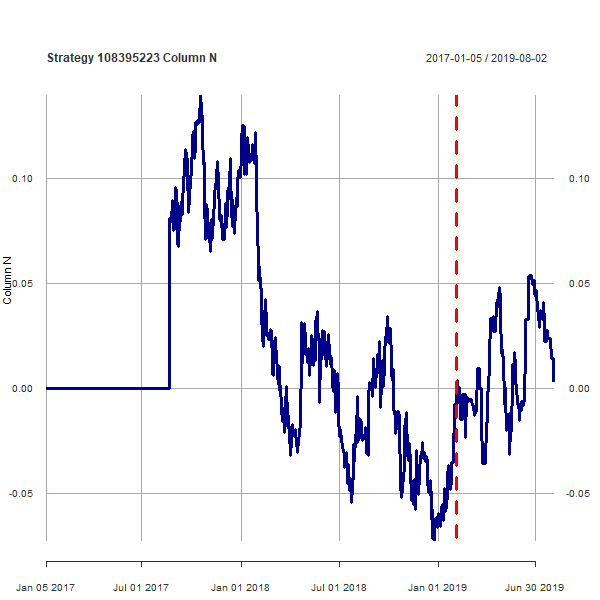 Strategy 108395223 Column N 2017-01-05 / 2019-08-02
0.10 0.10
0.05 0.05
Column N
0.00 0.00
-0.05 -0.05
Jan 05 2017 Jul 01 2017 Jan 01 2018 Jul 01 2018 Jan 01 2019 Jun 30 2019